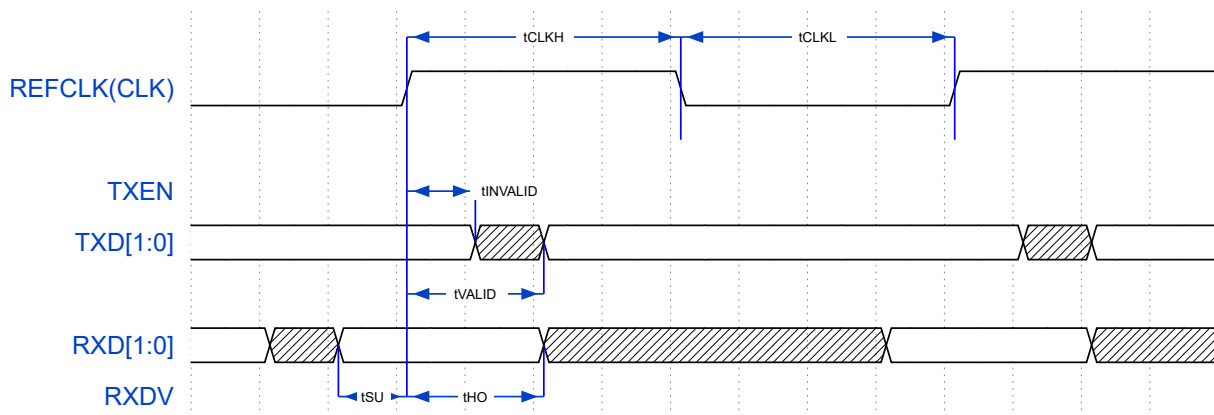 tCLKH tCLKL
REFCLK(CLK)
TXEN tINVALID
TXD[1:0]
tVALID
RXD[1:0]
RXDV tSU tHO